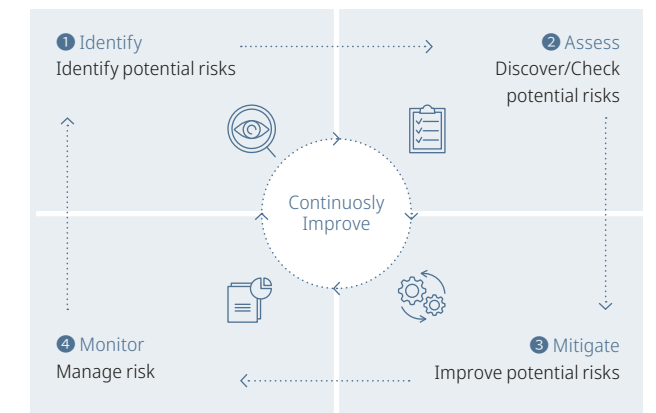 ❶ Identify
Identify potential risks
❷ Assess
Discover/Check
potential risks
Continuosly
Improve
❹ Monitor
Manage risk
❸ Mitigate
Improve potential risks